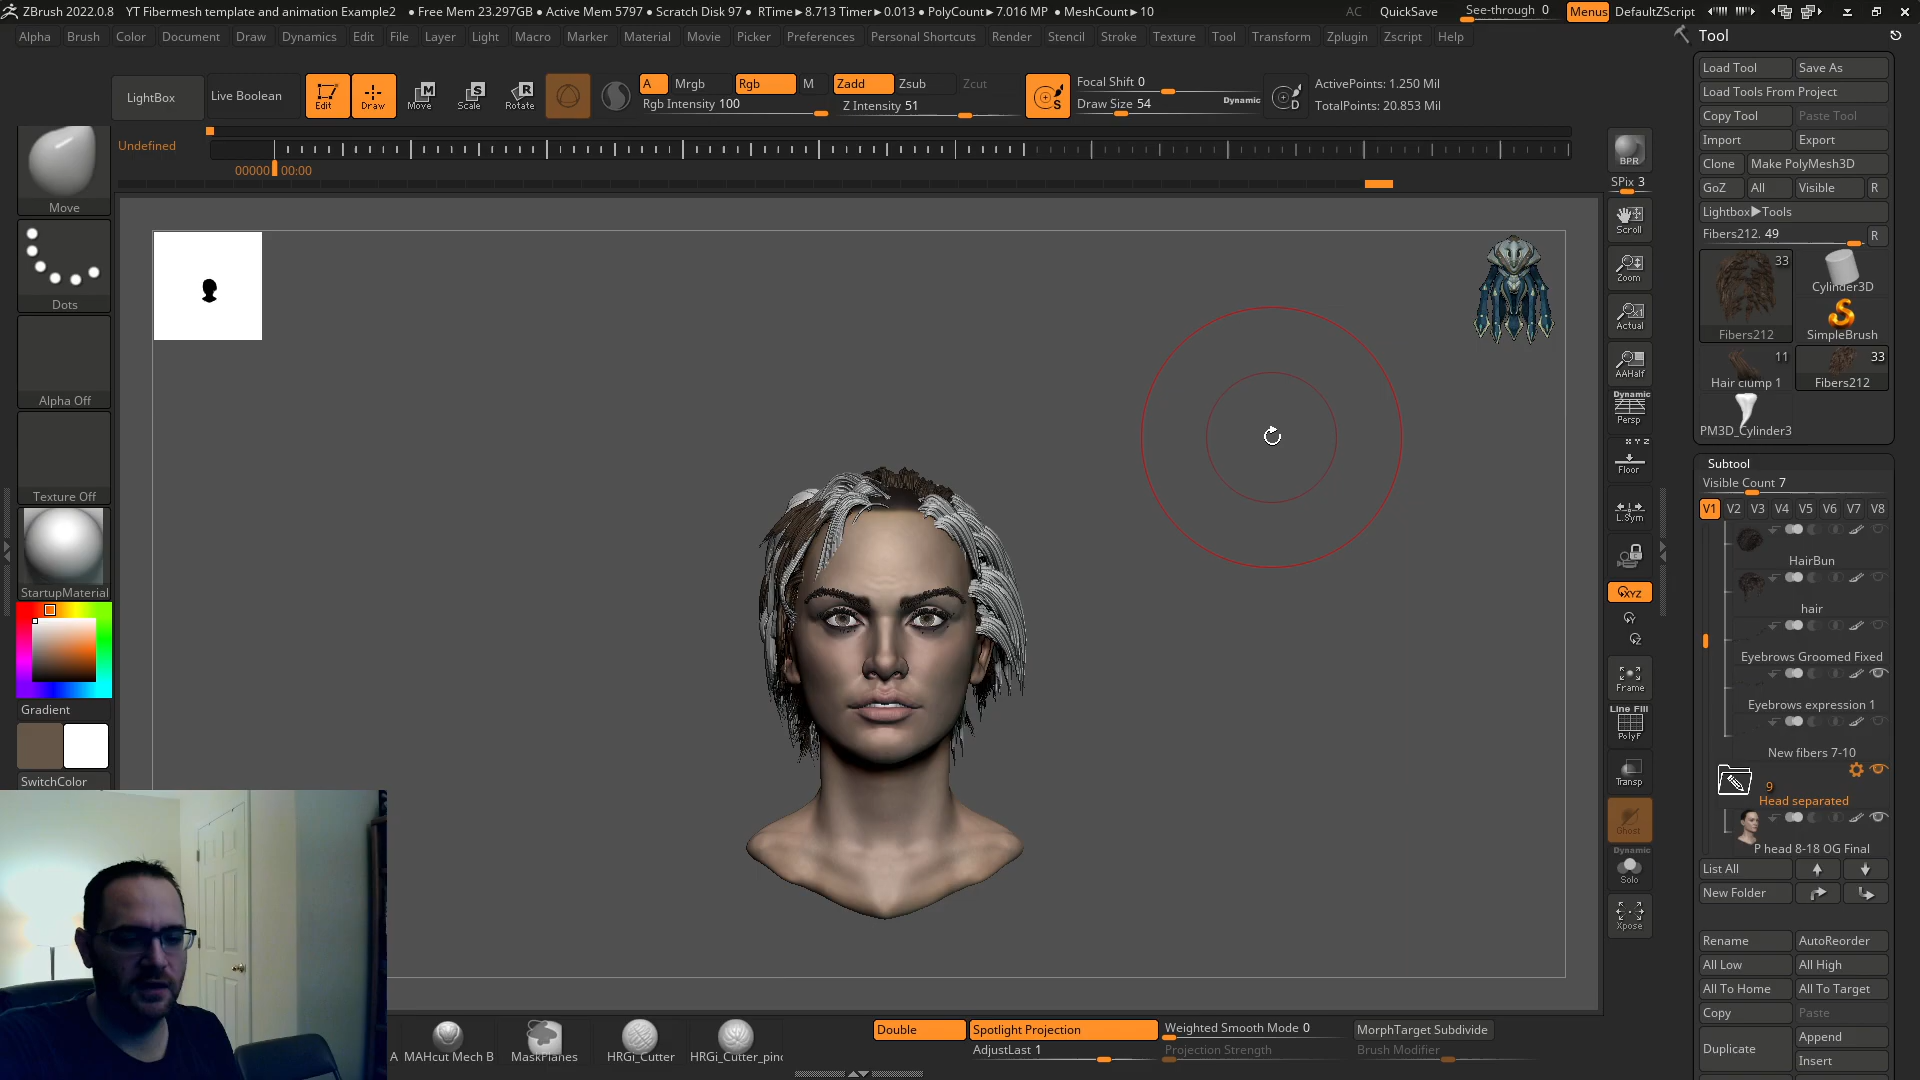 ZBrush 2022.0.8 YT Fibermesh template and animation Example2 ● Free Mem 23.297GB ● Active Mem 5797 ● Scratch Disk 97 ● RTime►8.713 Timer►0.013 ● PolyCount►7.016 MP ● MeshCount►10 AC QuickSave See-through 0 Menus DefaultZScript
Alpha Brush Color Document Draw Dynamics Edit File Layer Light Macro Marker Material Movie Picker Preferences Personal Shortcuts Render Stencil Stroke Texture Tool Transform Zplugin Zscript Help
LightBox Live Boolean Edit Draw Move Scale Rotate
A Mrgb Rgb M Zadd Zsub Zcut
Rgb Intensity 100 Z Intensity 51
Focal Shift 0
Draw Size 54 Dynamic
ActivePoints: 1.250 Mil
TotalPoints: 20.853 Mil
Undefined
00000 00:00
Move
Dots
Alpha Off
Texture Off
StartupMaterial
Gradient
SwitchColor
BPR
SPix 3
Scroll
Zoom
Actual
AAHalf
Dynamic
Persp
X Y Z
Floor
L.Sym
XYZ
Frame
Line Fill
PolyF
Transp
Ghost
Dynamic
Solo
Xpose
Tool
Load Tool Save As
Load Tools From Project
Copy Tool Paste Tool
Import Export
Clone Make PolyMesh3D
GoZ All Visible R
Lightbox►Tools
Fibers212. 49 R
33
Cylinder3D
Fibers212 SimpleBrush
11 33
Hair clump 1 Fibers212
PM3D_Cylinder3
Subtool
Visible Count 7
V1 V2 V3 V4 V5 V6 V7 V8
HairBun
hair
Eyebrows Groomed Fixed
Eyebrows expression 1
New fibers 7-10
9
Head separated
P head 8-18 OG Final
List All
New Folder
Rename AutoReorder
All Low All High
All To Home All To Target
Copy Paste
Duplicate Append
Insert
A MAHcut Mech B MaskPlanes HRGi_Cutter HRGi_Cutter_pinc
Double Spotlight Projection Weighted Smooth Mode 0 MorphTarget Subdivide
AdjustLast 1 Projection Strength Brush Modifier